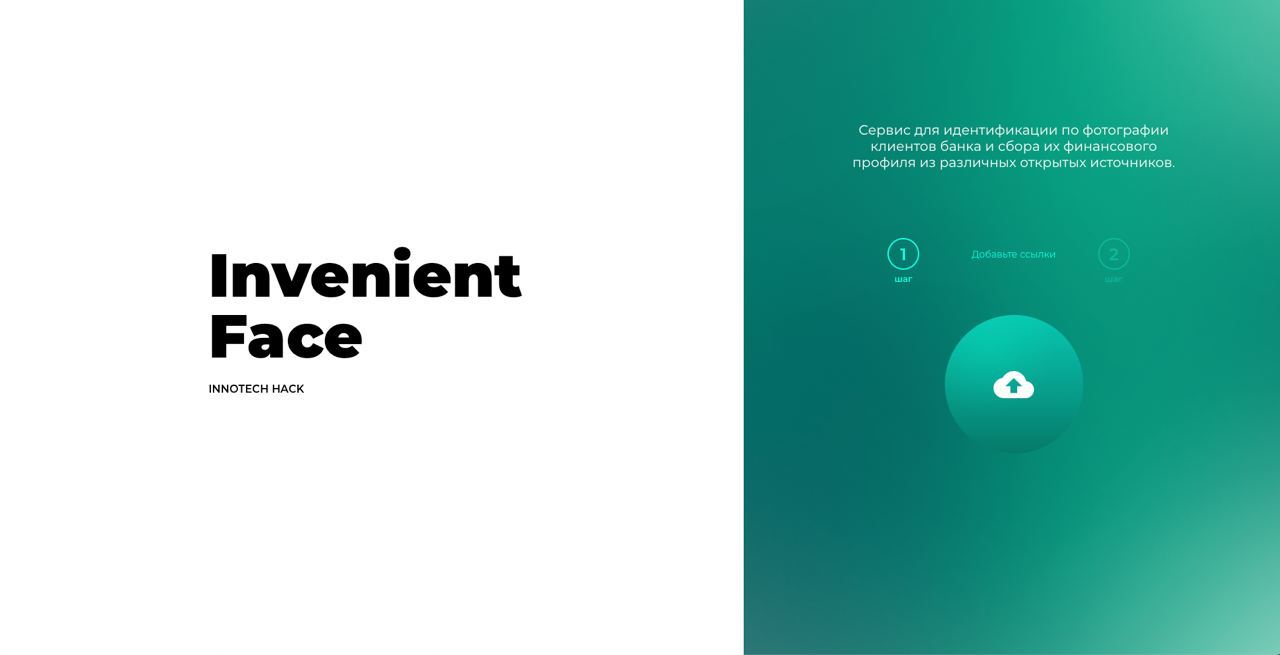 Invenient
Face
INNOTECH HACK
Сервис для идентификации по фотографии
клиентов банка и сбора их финансового
профиля из различных открытых источников.
1 Добавьте ссылки 2
шаг шаг